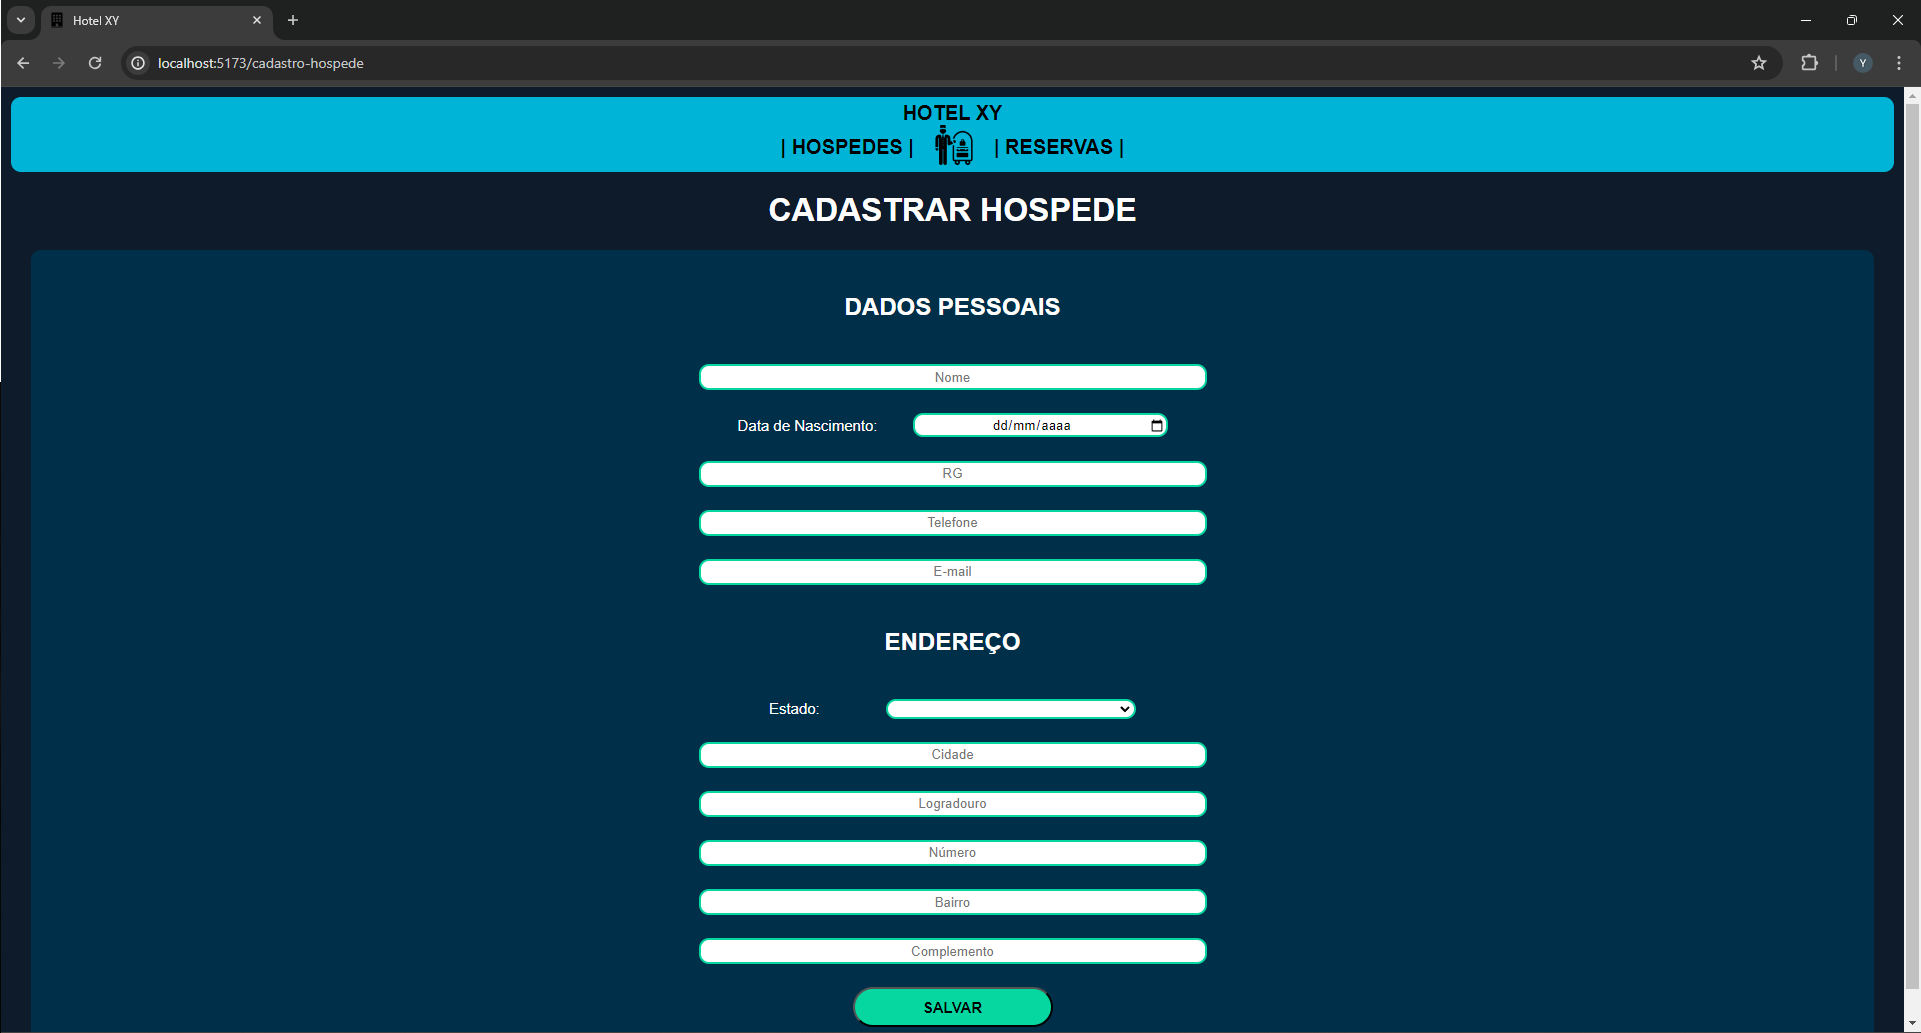 Hotel XY
localhost:5173/cadastro-hospede
Y
HOTEL XY
| HOSPEDES | | RESERVAS |
CADASTRAR HOSPEDE
DADOS PESSOAIS
Nome
Data de Nascimento: dd/mm/aaaa
RG
Telefone
E-mail
ENDEREÇO
Estado:
Cidade
Logradouro
Número
Bairro
Complemento
SALVAR